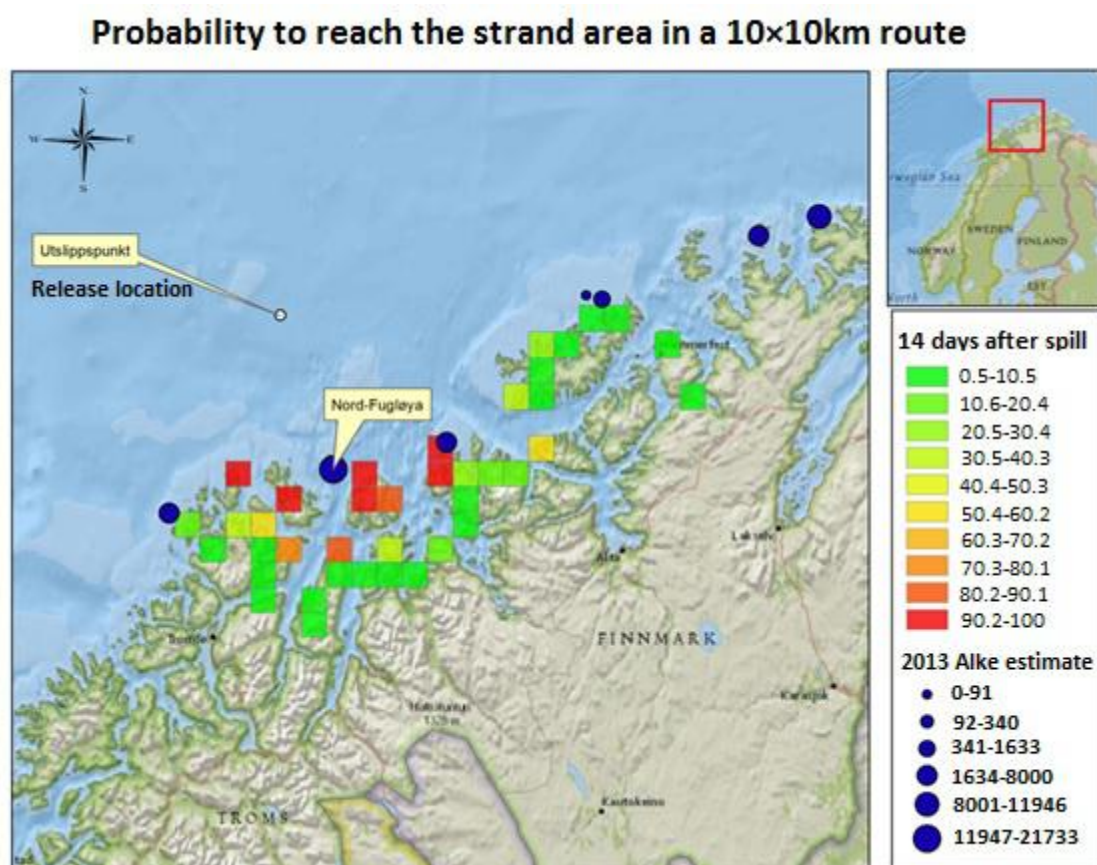 Probability to reach the strand area in a 10×10km route
N
W
E
S
Utslippspunkt
Release location
Nord-Fugløya
Alta
Lakselv
FINNMARK
Karasjok
Kautokeino
TROMS
NORWAY
SWEDEN
FINLAND
EST.
14 days after spill
0.5-10.5
10.6-20.4
20.5-30.4
30.5-40.3
40.4-50.3
50.4-60.2
60.3-70.2
70.3-80.1
80.2-90.1
90.2-100
2013 Alke estimate
0-91
92-340
341-1633
1634-8000
8001-11946
11947-21733